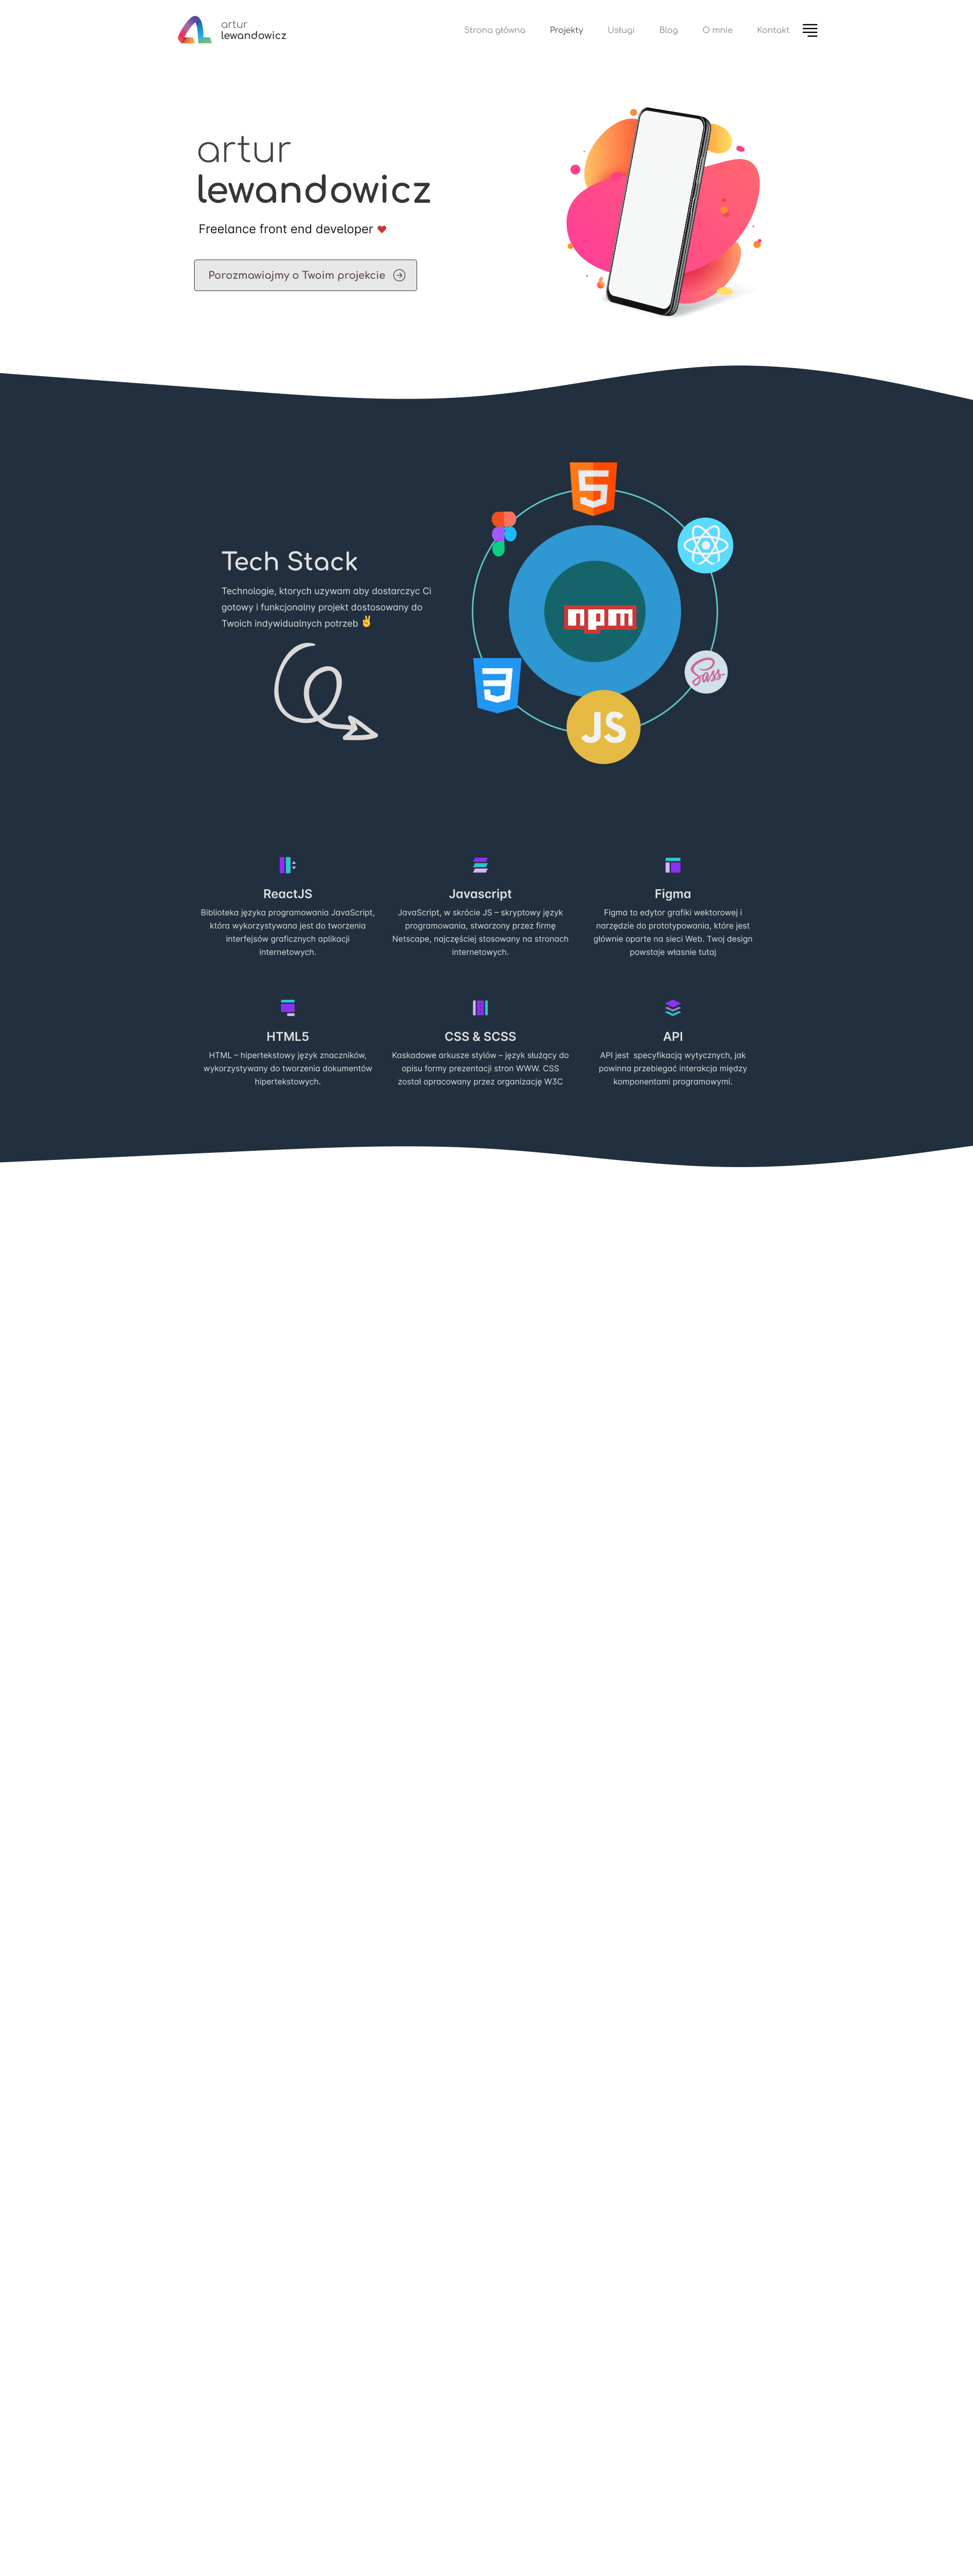 artur
lewandowicz
Strona główna
Projekty
Usługi
Blog
O mnie
Kontakt
artur
lewandowicz
Freelance front end developer
Porozmawiajmy o Twoim projekcie
5
Tech Stack
Technologie, ktorych uzywam aby dostarczyc Ci
gotowy i funkcjonalny projekt dostosowany do
Twoich indywidualnych potrzeb ✌️
npm
Sass
3
JS
ReactJS
Biblioteka języka programowania JavaScript,
która wykorzystywana jest do tworzenia
interfejsów graficznych aplikacji
internetowych.
Javascript
JavaScript, w skrócie JS – skryptowy język
programowania, stworzony przez firmę
Netscape, najczęściej stosowany na stronach
internetowych.
Figma
Figma to edytor grafiki wektorowej i
narzędzie do prototypowania, które jest
głównie oparte na sieci Web. Twoj design
powstaje własnie tutaj
HTML5
HTML – hipertekstowy język znaczników,
wykorzystywany do tworzenia dokumentów
hipertekstowych.
CSS & SCSS
Kaskadowe arkusze stylów – język służący do
opisu formy prezentacji stron WWW. CSS
został opracowany przez organizację W3C
API
API jest  specyfikacją wytycznych, jak
powinna przebiegać interakcja między
komponentami programowymi.